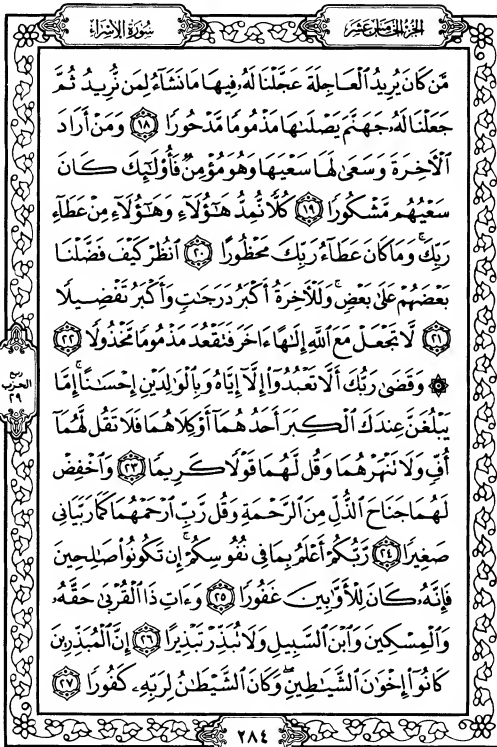 الجزء الخامس عشر
سورة الإسراء
مَّن كَانَ يُرِيدُ ٱلْعَاجِلَةَ عَجَّلْنَا لَهُۥ فِيهَا مَا نَشَآءُ لِمَن نُّرِيدُ ثُمَّ
جَعَلْنَا لَهُۥ جَهَنَّمَ يَصْلَىٰهَا مَذْمُومًا مَّدْحُورًا ١٨ وَمَنْ أَرَادَ
ٱلْأَخِرَةَ وَسَعَىٰ لَهَا سَعْيَهَا وَهُوَ مُؤْمِنٌ فَأُو۟لَٰٓئِكَ كَانَ
سَعْيُهُم مَّشْكُورًا ١٩ كُلًّا نُّمِدُّ هَٰٓؤُلَآءِ وَهَٰٓؤُلَآءِ مِنْ عَطَآءِ
رَبِّكَ ۚ وَمَا كَانَ عَطَآءُ رَبِّكَ مَحْظُورًا ٢٠ ٱنظُرْ كَيْفَ فَضَّلْنَا
بَعْضَهُمْ عَلَىٰ بَعْضٍ ۚ وَلَلْأَخِرَةُ أَكْبَرُ دَرَجَٰتٍ وَأَكْبَرُ تَفْضِيلًا
٢١ لَّا تَجْعَلْ مَعَ ٱللَّهِ إِلَٰهًا ءَاخَرَ فَتَقْعُدَ مَذْمُومًا مَّخْذُولًا ٢٢
۞ وَقَضَىٰ رَبُّكَ أَلَّا تَعْبُدُوٓا۟ إِلَّآ إِيَّاهُ وَبِٱلْوَٰلِدَيْنِ إِحْسَٰنًا ۚ إِمَّا
يَبْلُغَنَّ عِندَكَ ٱلْكِبَرَ أَحَدُهُمَآ أَوْ كِلَاهُمَا فَلَا تَقُل لَّهُمَآ
أُفٍّ وَلَا تَنْهَرْهُمَا وَقُل لَّهُمَا قَوْلًا كَرِيمًا ٢٣ وَٱخْفِضْ
لَهُمَا جَنَاحَ ٱلذُّلِّ مِنَ ٱلرَّحْمَةِ وَقُل رَّبِّ ٱرْحَمْهُمَا كَمَا رَبَّيَانِى
صَغِيرًا ٢٤ رَّبُّكُمْ أَعْلَمُ بِمَا فِى نُفُوسِكُمْ ۚ إِن تَكُونُوا۟ صَٰلِحِينَ
فَإِنَّهُۥ كَانَ لِلْأَوَّٰبِينَ غَفُورًا ٢٥ وَءَاتِ ذَا ٱلْقُرْبَىٰ حَقَّهُۥ
وَٱلْمِسْكِينَ وَٱبْنَ ٱلسَّبِيلِ وَلَا تُبَذِّرْ تَبْذِيرًا ٢٦ إِنَّ ٱلْمُبَذِّرِينَ
كَانُوٓا۟ إِخْوَٰنَ ٱلشَّيَٰطِينِ ۖ وَكَانَ ٱلشَّيْطَٰنُ لِرَبِّهِۦ كَفُورًا ٢٧
ربع
الحزب
٢٩
٢٨٤